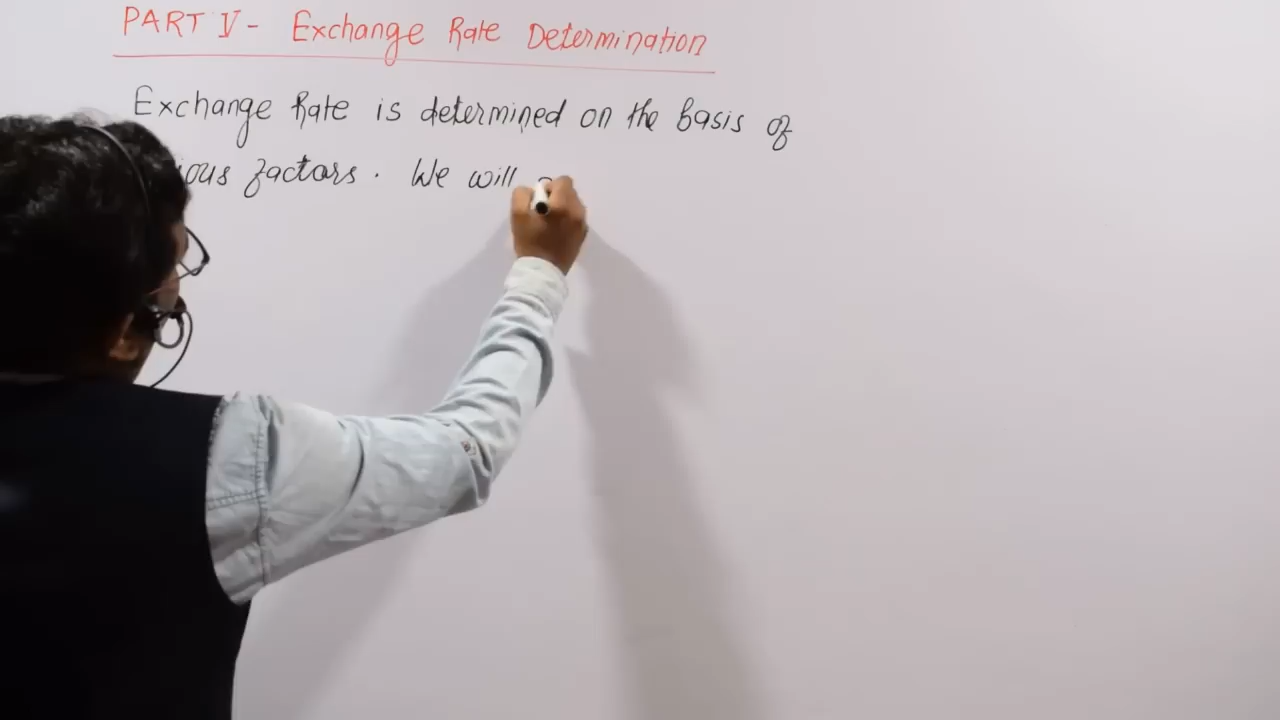 PART V - Exchange Rate Determination
Exchange Rate is determined on the basis of
factors. We will